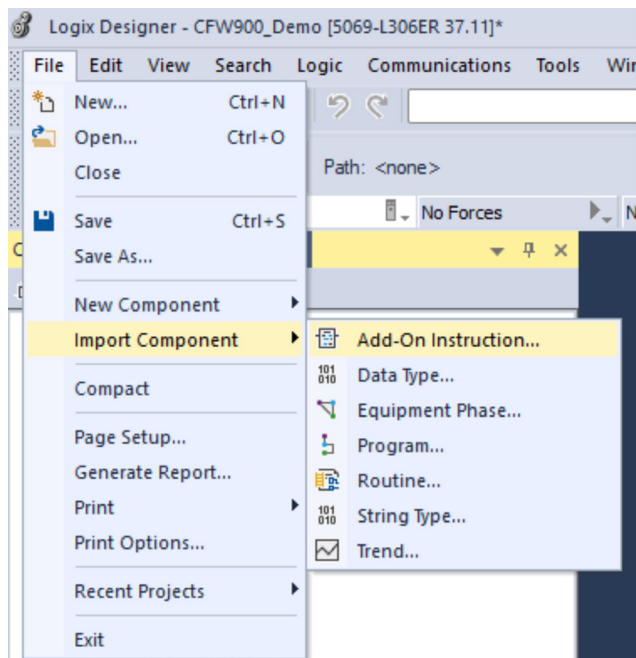 Logix Designer - CFW900_Demo [5069-L306ER 37.11]*
File Edit View Search Logic Communications Tools
New... Ctrl+N
Open... Ctrl+O
Close
Path: <none>
Save Ctrl+S
No Forces
Save As...
New Component
Import Component
Add-On Instruction...
Data Type...
Compact
Equipment Phase...
Page Setup...
Program...
Generate Report...
Routine...
Print
String Type...
Print Options...
Trend...
Recent Projects
Exit